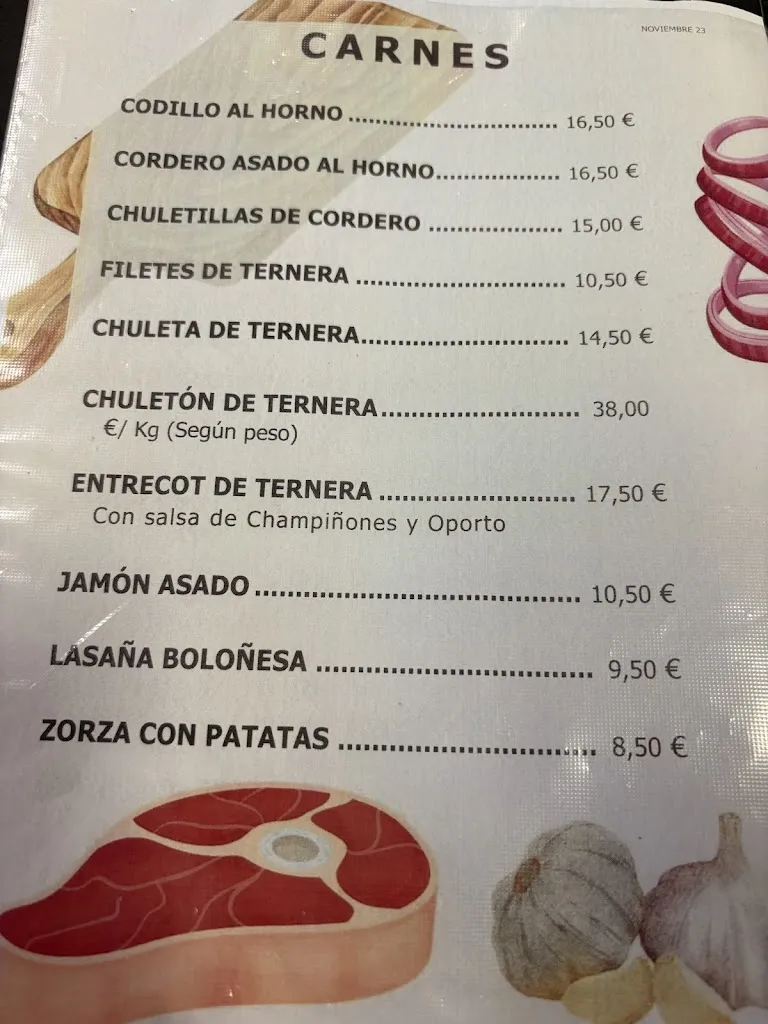 NOVIEMBRE 23
CARNES
CODILLO AL HORNO ................................ 16,50 €
CORDERO ASADO AL HORNO................... 16,50 €
CHULETILLAS DE CORDERO .................... 15,00 €
FILETES DE TERNERA ................................ 10,50 €
CHULETA DE TERNERA................................ 14,50 €
CHULETÓN DE TERNERA.............................. 38,00
€/ Kg (Según peso)
ENTRECOT DE TERNERA ............................. 17,50 €
Con salsa de Champiñones y Oporto
JAMÓN ASADO ............................................. 10,50 €
LASAÑA BOLOÑESA ..................................... 9,50 €
ZORZA CON PATATAS .................................. 8,50 €